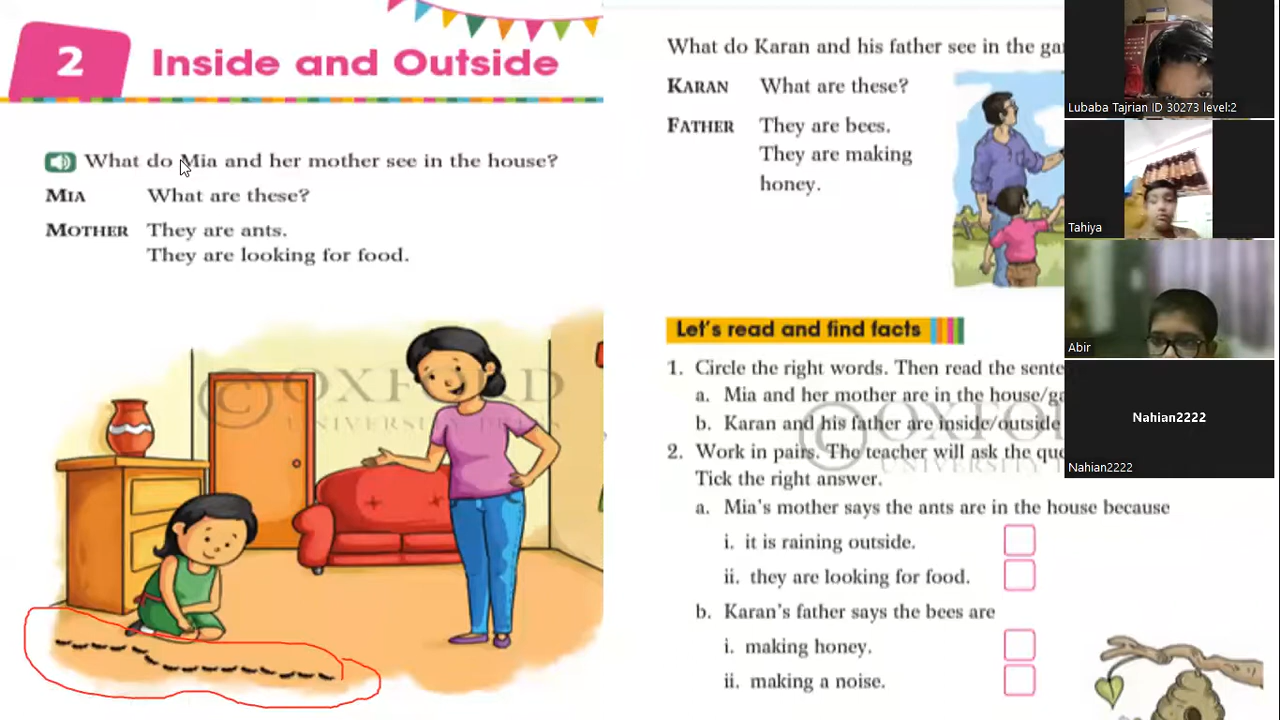 2 Inside and Outside
What do Mia and her mother see in the house?
MIA What are these?
MOTHER They are ants.
They are looking for food.
© OXFORD
UNIVERSITY PRESS
What do Karan and his father see in the
KARAN What are these?
FATHER They are bees.
They are making
honey.
Let's read and find facts
1. Circle the right words. Then read the
a. Mia and her mother are in the house/
b. Karan and his father are inside/outside
2. Work in pairs. The teacher will ask the
Tick the right answer.
a. Mia's mother says the ants are in the house because
i. it is raining outside.
ii. they are looking for food.
b. Karan's father says the bees are
i. making honey.
ii. making a noise.
©
Lubaba Tajrian ID 30273 level:2
Tahiya
Abir
Nahian2222
Nahian2222